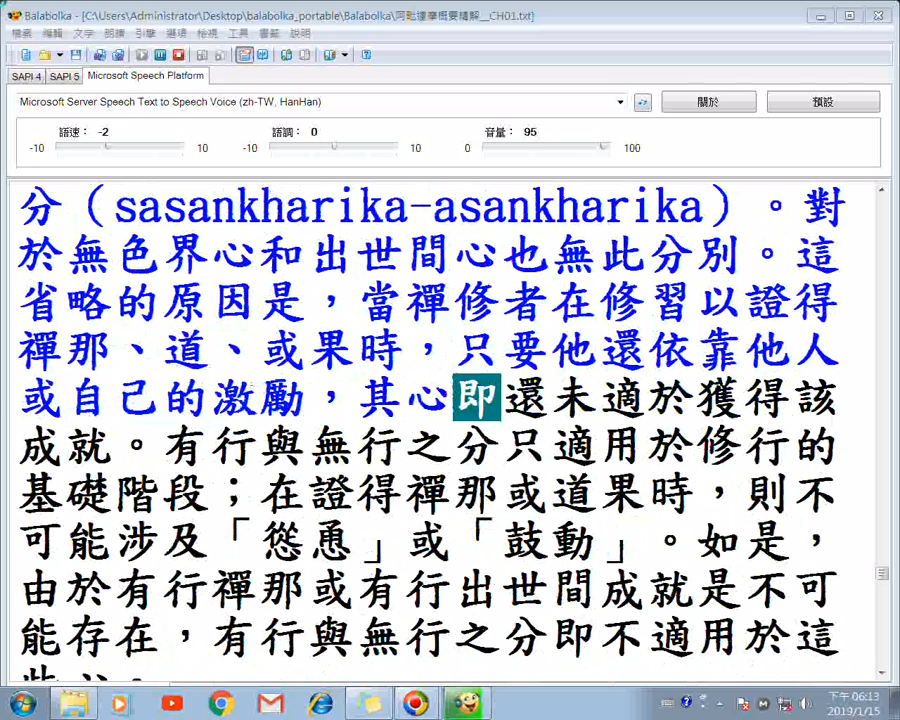 Balabolka - [C:\Users\Administrator\Desktop\balabolka_portable\Balabolka\阿毗達摩概要精解__CH01.txt]
檔案 編輯 文字 朗讀 引擎 選項 檢視 工具 書籤 說明
SAPI 4 SAPI 5 Microsoft Speech Platform
Microsoft Server Speech Text to Speech Voice (zh-TW, HanHan) 關於 預設
語速： -2 語調： 0 音量： 95
-10 10 -10 10 0 100
分（sasankharika-asankharika）。對
於無色界心和出世間心也無此分別。這
省略的原因是，當禪修者在修習以證得
禪那、道、或果時，只要他還依靠他人
或自己的激勵，其心即還未適於獲得該
成就。有行與無行之分只適用於修行的
基礎階段；在證得禪那或道果時，則不
可能涉及「慫恿」或「鼓動」。如是，
由於有行禪那或有行出世間成就是不可
能存在，有行與無行之分即不適用於這
下午 06:13
2019/1/15